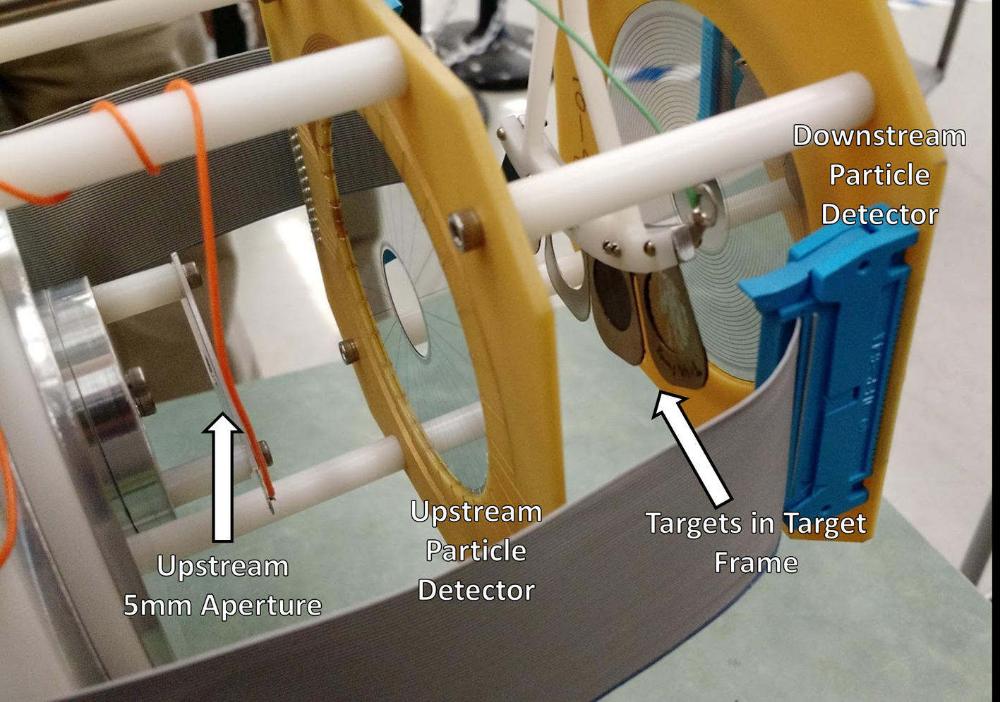 Downstream
Particle
Detector
Upstream
Particle
Detector
Targets in Target
Frame
Upstream
5mm Aperture